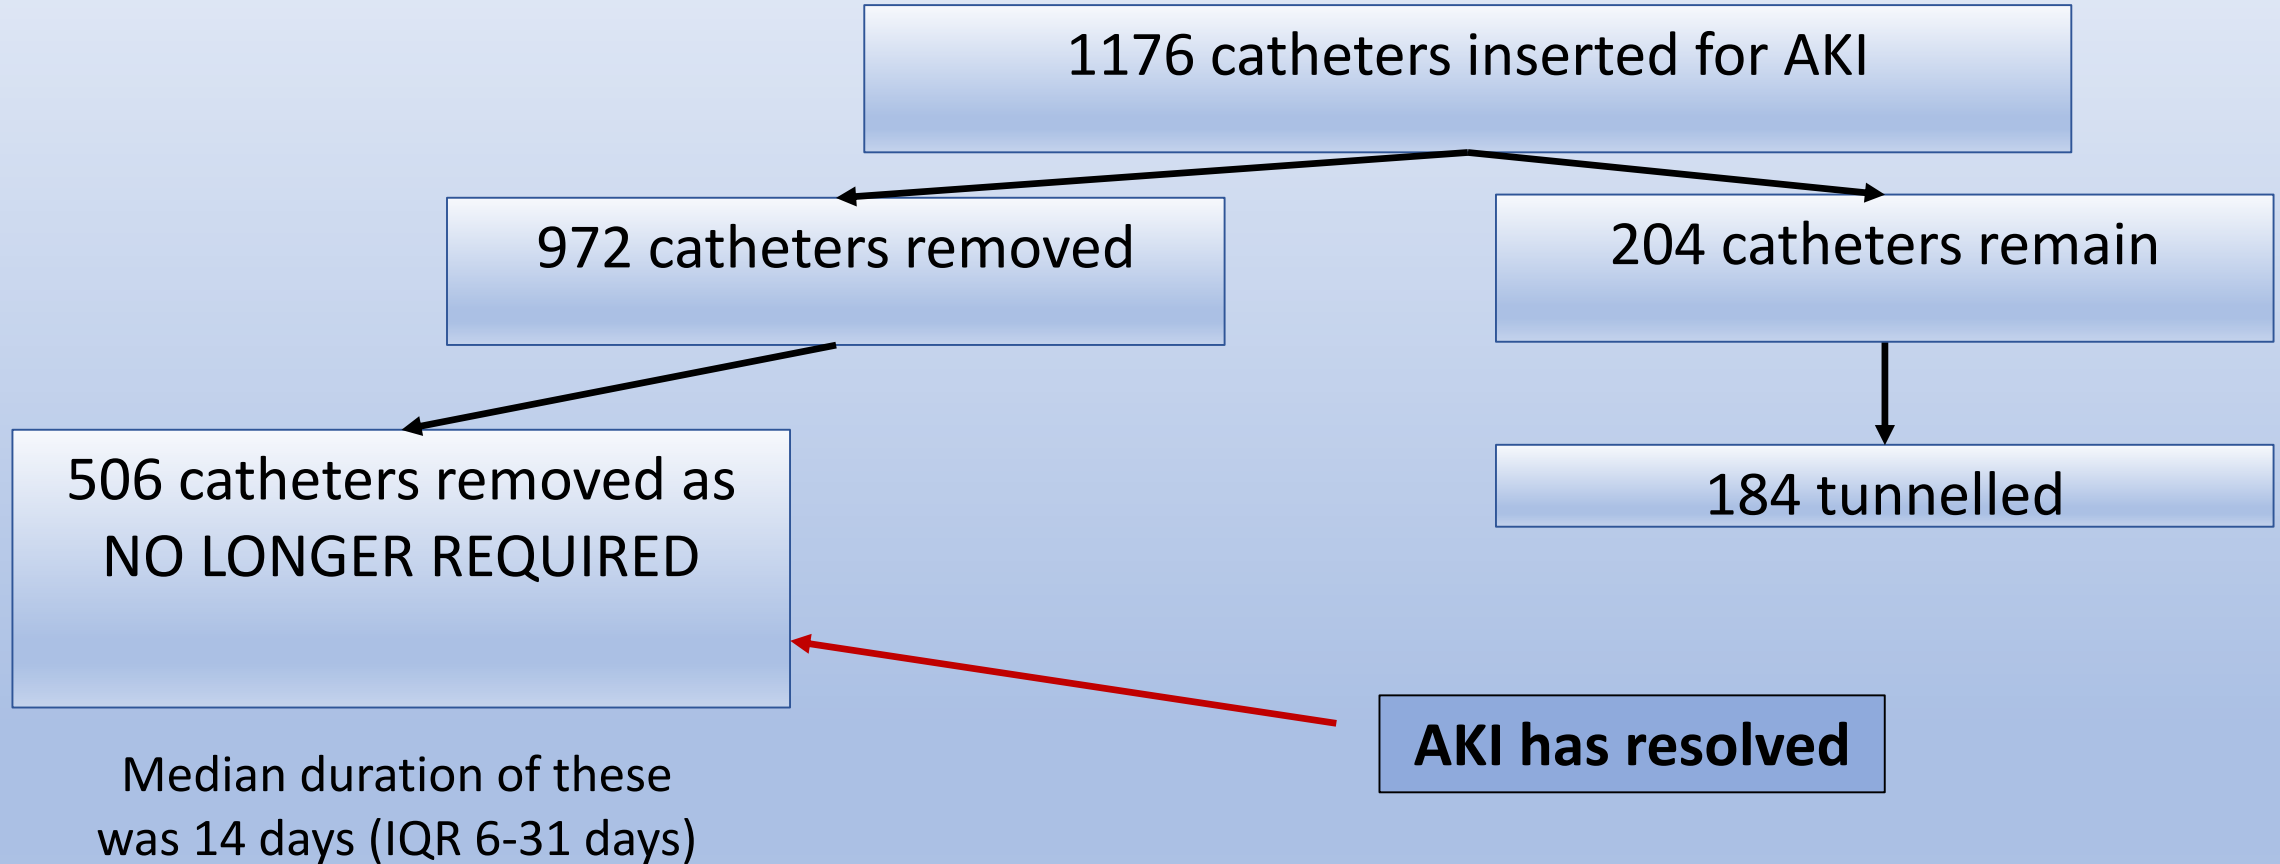 1176 catheters inserted for AKI
972 catheters removed
204 catheters remain
506 catheters removed as
NO LONGER REQUIRED
184 tunnelled
AKI has resolved
Median duration of these
was 14 days (IQR 6-31 days)